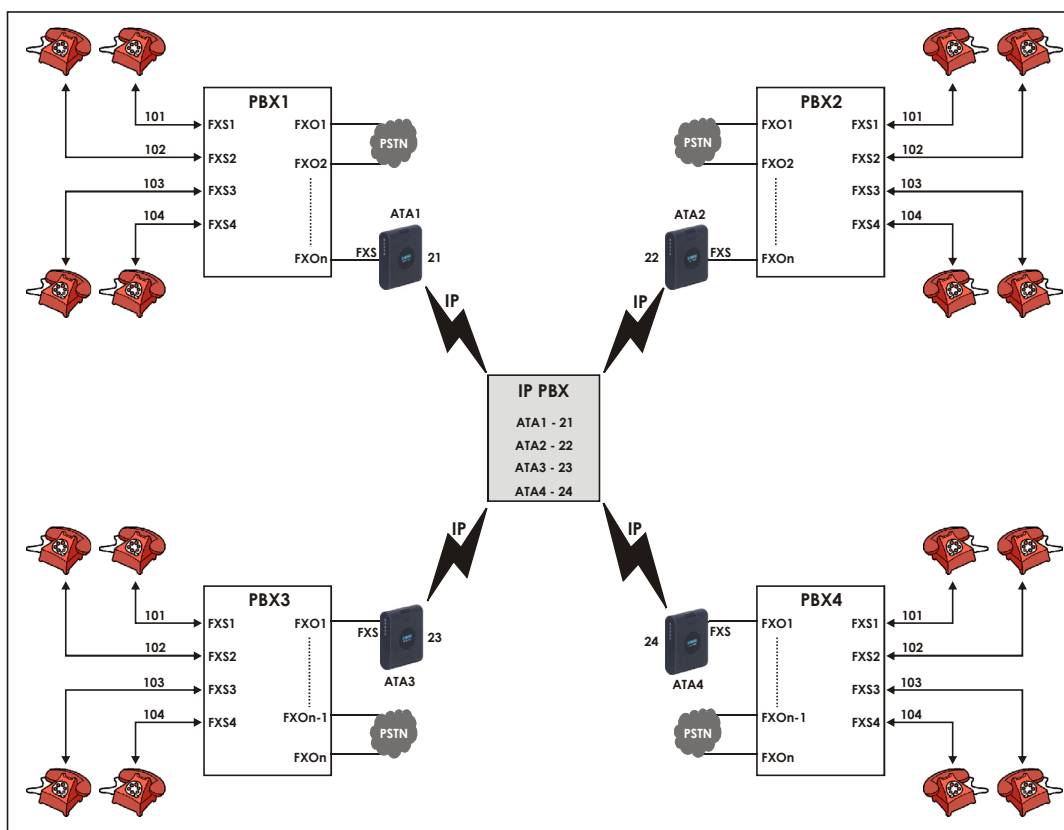 PBX1
101
FXS1
FXO1
102
FXS2
FXO2
PSTN
103
FXS3
104
FXS4
FXOn
FXS
ATA1
21
IP
PBX2
FXO1
FXS1
101
PSTN
FXO2
FXS2
102
FXS3
103
FXS4
104
ATA2
22
FXS
FXOn
IP
IP PBX
ATA1 - 21
ATA2 - 22
ATA3 - 23
ATA4 - 24
IP
IP
PBX3
101
FXS1
FXO1
FXS
23
ATA3
102
FXS2
103
FXS3
104
FXS4
FXOn-1
PSTN
FXOn
PBX4
24
FXS
ATA4
FXO1
FXS1
101
FXS2
102
FXS3
103
FXS4
104
PSTN
FXOn-1
FXOn